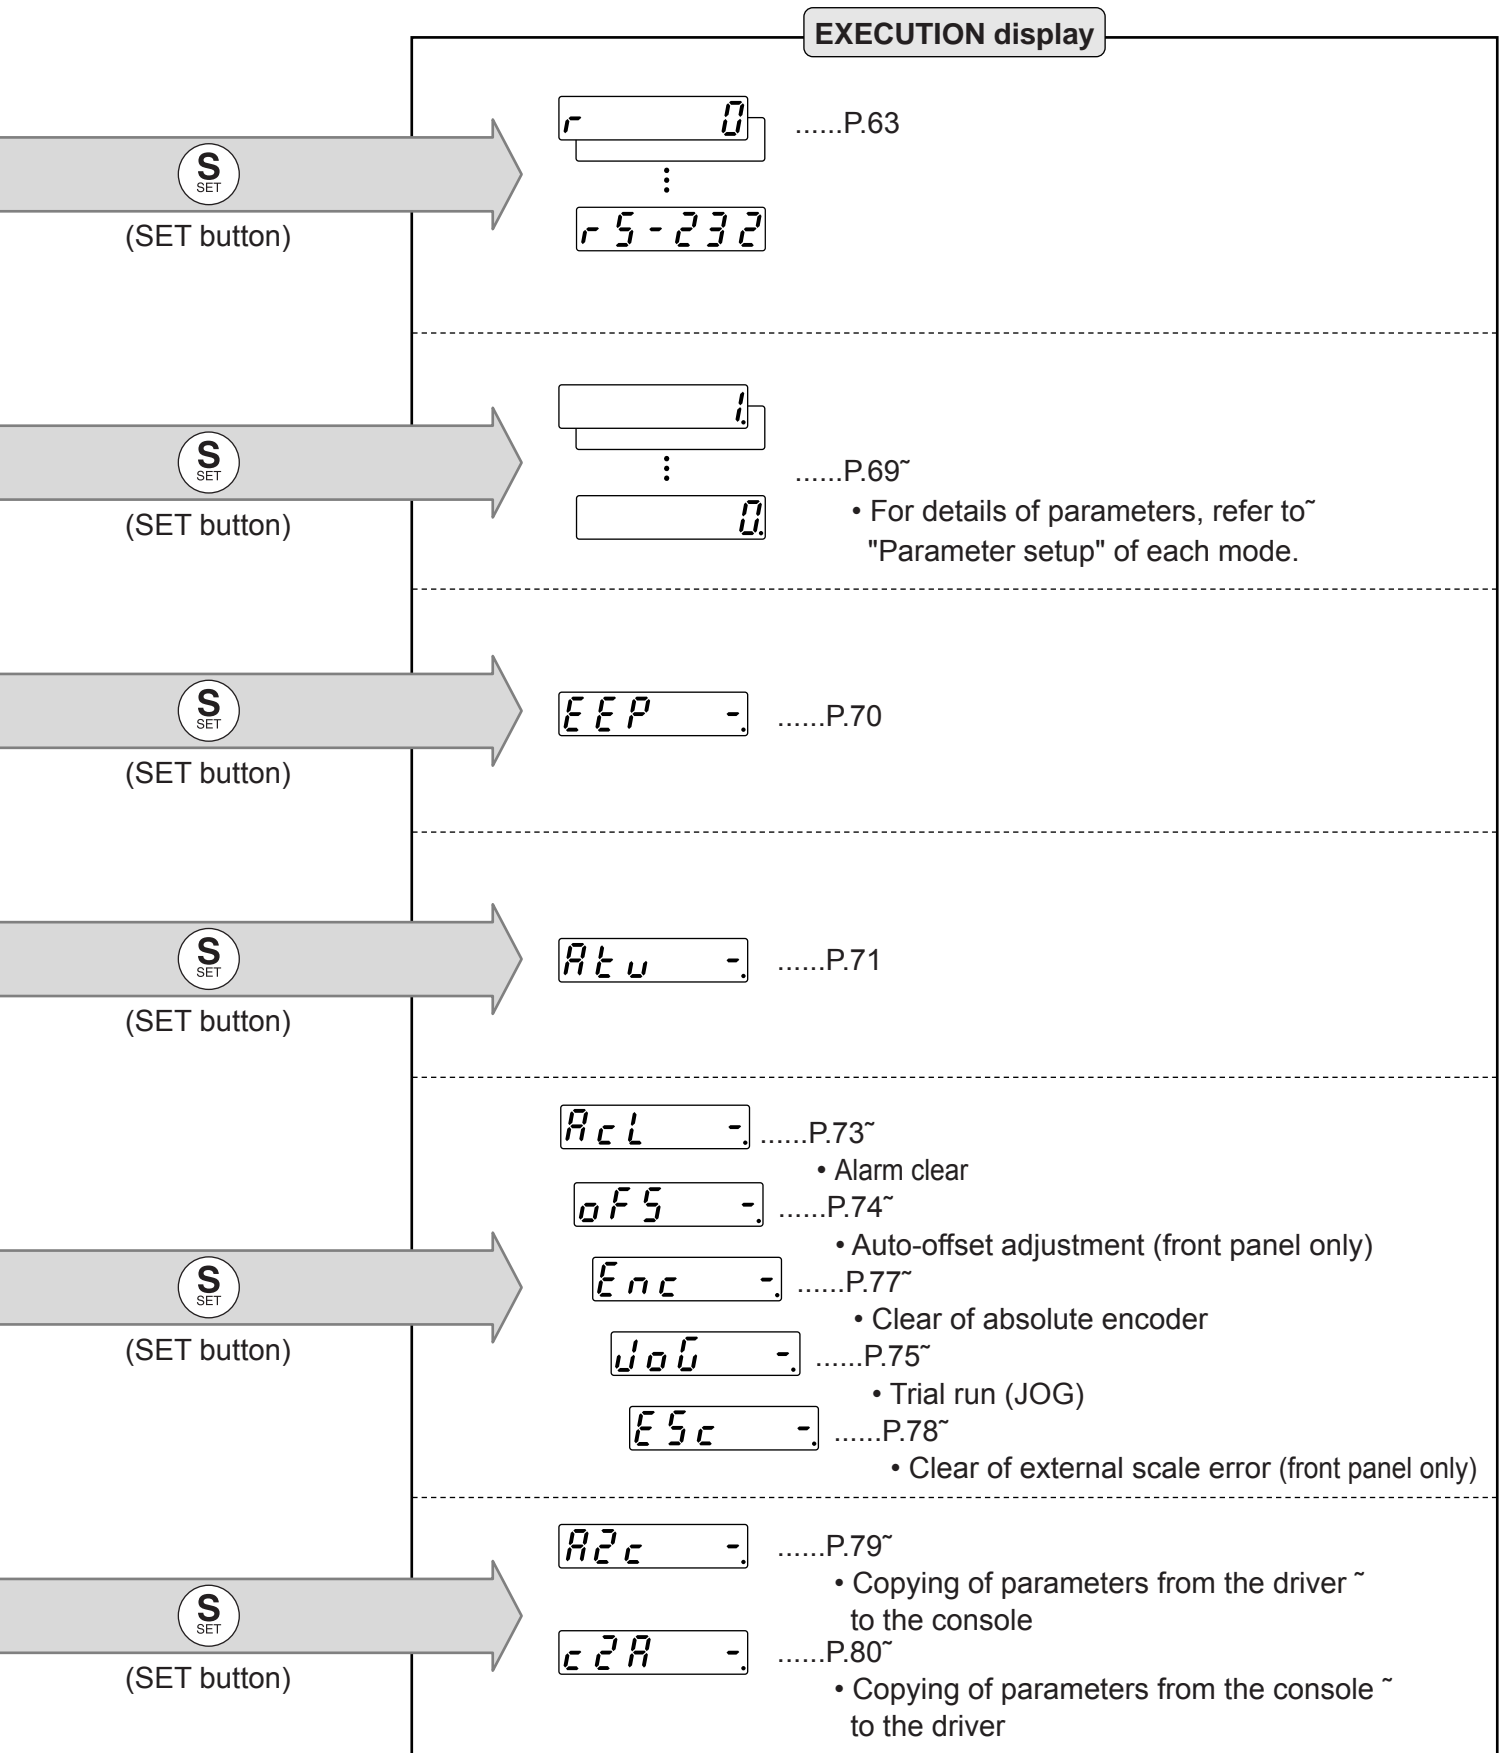 EXECUTION display
r 0 ......P.63
S
SET
(SET button)
rS-232
1.
S
SET
......P.69˜
(SET button)
0.
• For details of parameters, refer to˜
"Parameter setup" of each mode.
S
SET
EEP -. ......P.70
(SET button)
S
SET
Atu -. ......P.71
(SET button)
AcL -. ......P.73˜
• Alarm clear
oFS -. ......P.74˜
• Auto-offset adjustment (front panel only)
S
SET
Enc -. ......P.77˜
• Clear of absolute encoder
(SET button)
JoG -. ......P.75˜
• Trial run (JOG)
ESc -. ......P.78˜
• Clear of external scale error (front panel only)
A2c -. ......P.79˜
• Copying of parameters from the driver ˜
to the console
S
SET
c2A -. ......P.80˜
(SET button)
• Copying of parameters from the console ˜
to the driver